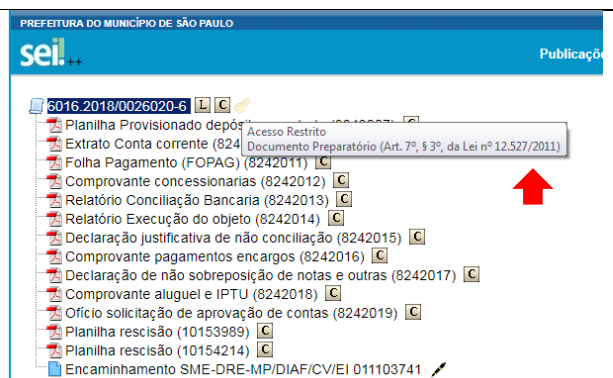 PREFEITURA DO MUNICÍPIO DE SÃO PAULO
sei!++
Publicaçõ
6016.2018/0026020-6 L C
Planilha Provisionado C
Acesso Restrito
Documento Preparatório (Art. 7º, § 3º, da Lei nº 12.527/2011)
Extrato Conta corrente (824
Folha Pagamento (FOPAG) (8242011) C
Comprovante concessionarias (8242012) C
Relatório Conciliação Bancaria (8242013) C
Relatório Execução do objeto (8242014) C
Declaração justificativa de não conciliação (8242015) C
Comprovante pagamentos encargos (8242016) C
Declaração de não sobreposição de notas e outras (8242017) C
Comprovante aluguel e IPTU (8242018) C
Ofício solicitação de aprovação de contas (8242019) C
Planilha rescisão (10153989) C
Planilha rescisão (10154214) C
Encaminhamento SME-DRE-MP/DIAF/CV/EI 011103741